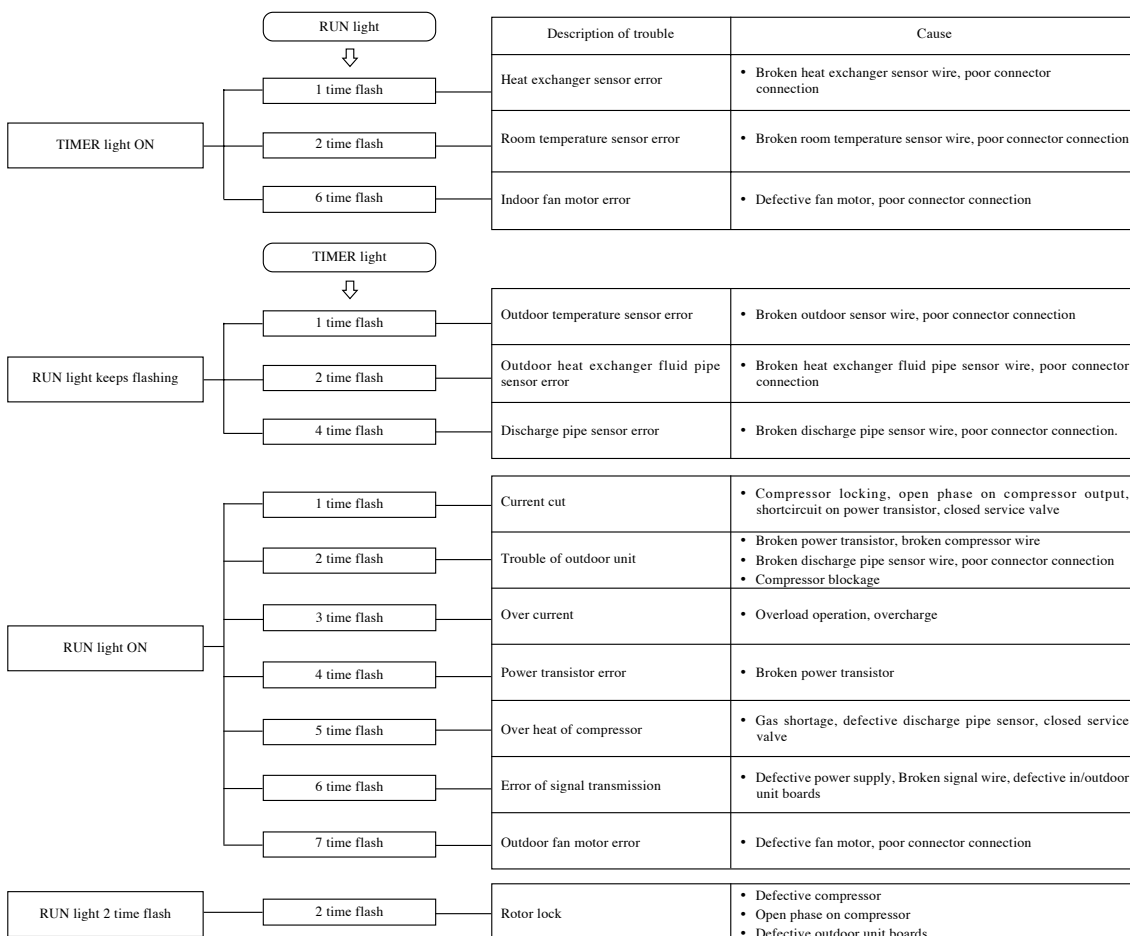 RUN light
Description of trouble
Cause
TIMER light ON
1 time flash
Heat exchanger sensor error
• Broken heat exchanger sensor wire, poor connector
connection
2 time flash
Room temperature sensor error
• Broken room temperature sensor wire, poor connector connection
6 time flash
Indoor fan motor error
• Defective fan motor, poor connector connection
TIMER light
RUN light keeps flashing
1 time flash
Outdoor temperature sensor error
• Broken outdoor sensor wire, poor connector connection
2 time flash
Outdoor heat exchanger fluid pipe
sensor error
• Broken heat exchanger fluid pipe sensor wire, poor connector
connection
4 time flash
Discharge pipe sensor error
• Broken discharge pipe sensor wire, poor connector connection.
RUN light ON
1 time flash
Current cut
• Compressor locking, open phase on compressor output,
shortcircuit on power transistor, closed service valve
2 time flash
Trouble of outdoor unit
• Broken power transistor, broken compressor wire
• Broken discharge pipe sensor wire, poor connector connection
• Compressor blockage
3 time flash
Over current
• Overload operation, overcharge
4 time flash
Power transistor error
• Broken power transistor
5 time flash
Over heat of compressor
• Gas shortage, defective discharge pipe sensor, closed service
valve
6 time flash
Error of signal transmission
• Defective power supply, Broken signal wire, defective in/outdoor
unit boards
7 time flash
Outdoor fan motor error
• Defective fan motor, poor connector connection
RUN light 2 time flash
2 time flash
Rotor lock
• Defective compressor
• Open phase on compressor
• Defective outdoor unit boards